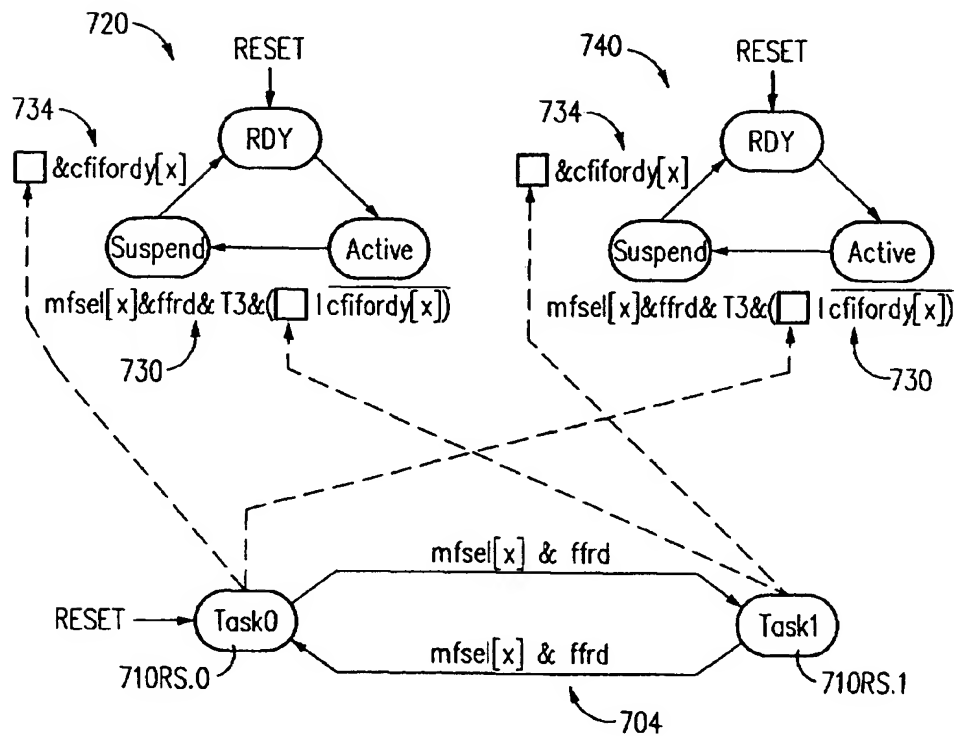 720
RESET
740
RESET
734
RDY
734
RDY
□ &cfifordy[x]
□ &cfifordy[x]
Suspend
Active
Suspend
Active
mfsel[x]&ffrd& T3&(□ | cfifordy[x])
mfsel[x]&ffrd& T3&(□ | cfifordy[x])
730
730
mfsel[x] & ffrd
RESET
Task0
Task1
mfsel[x] & ffrd
710RS.0
704
710RS.1